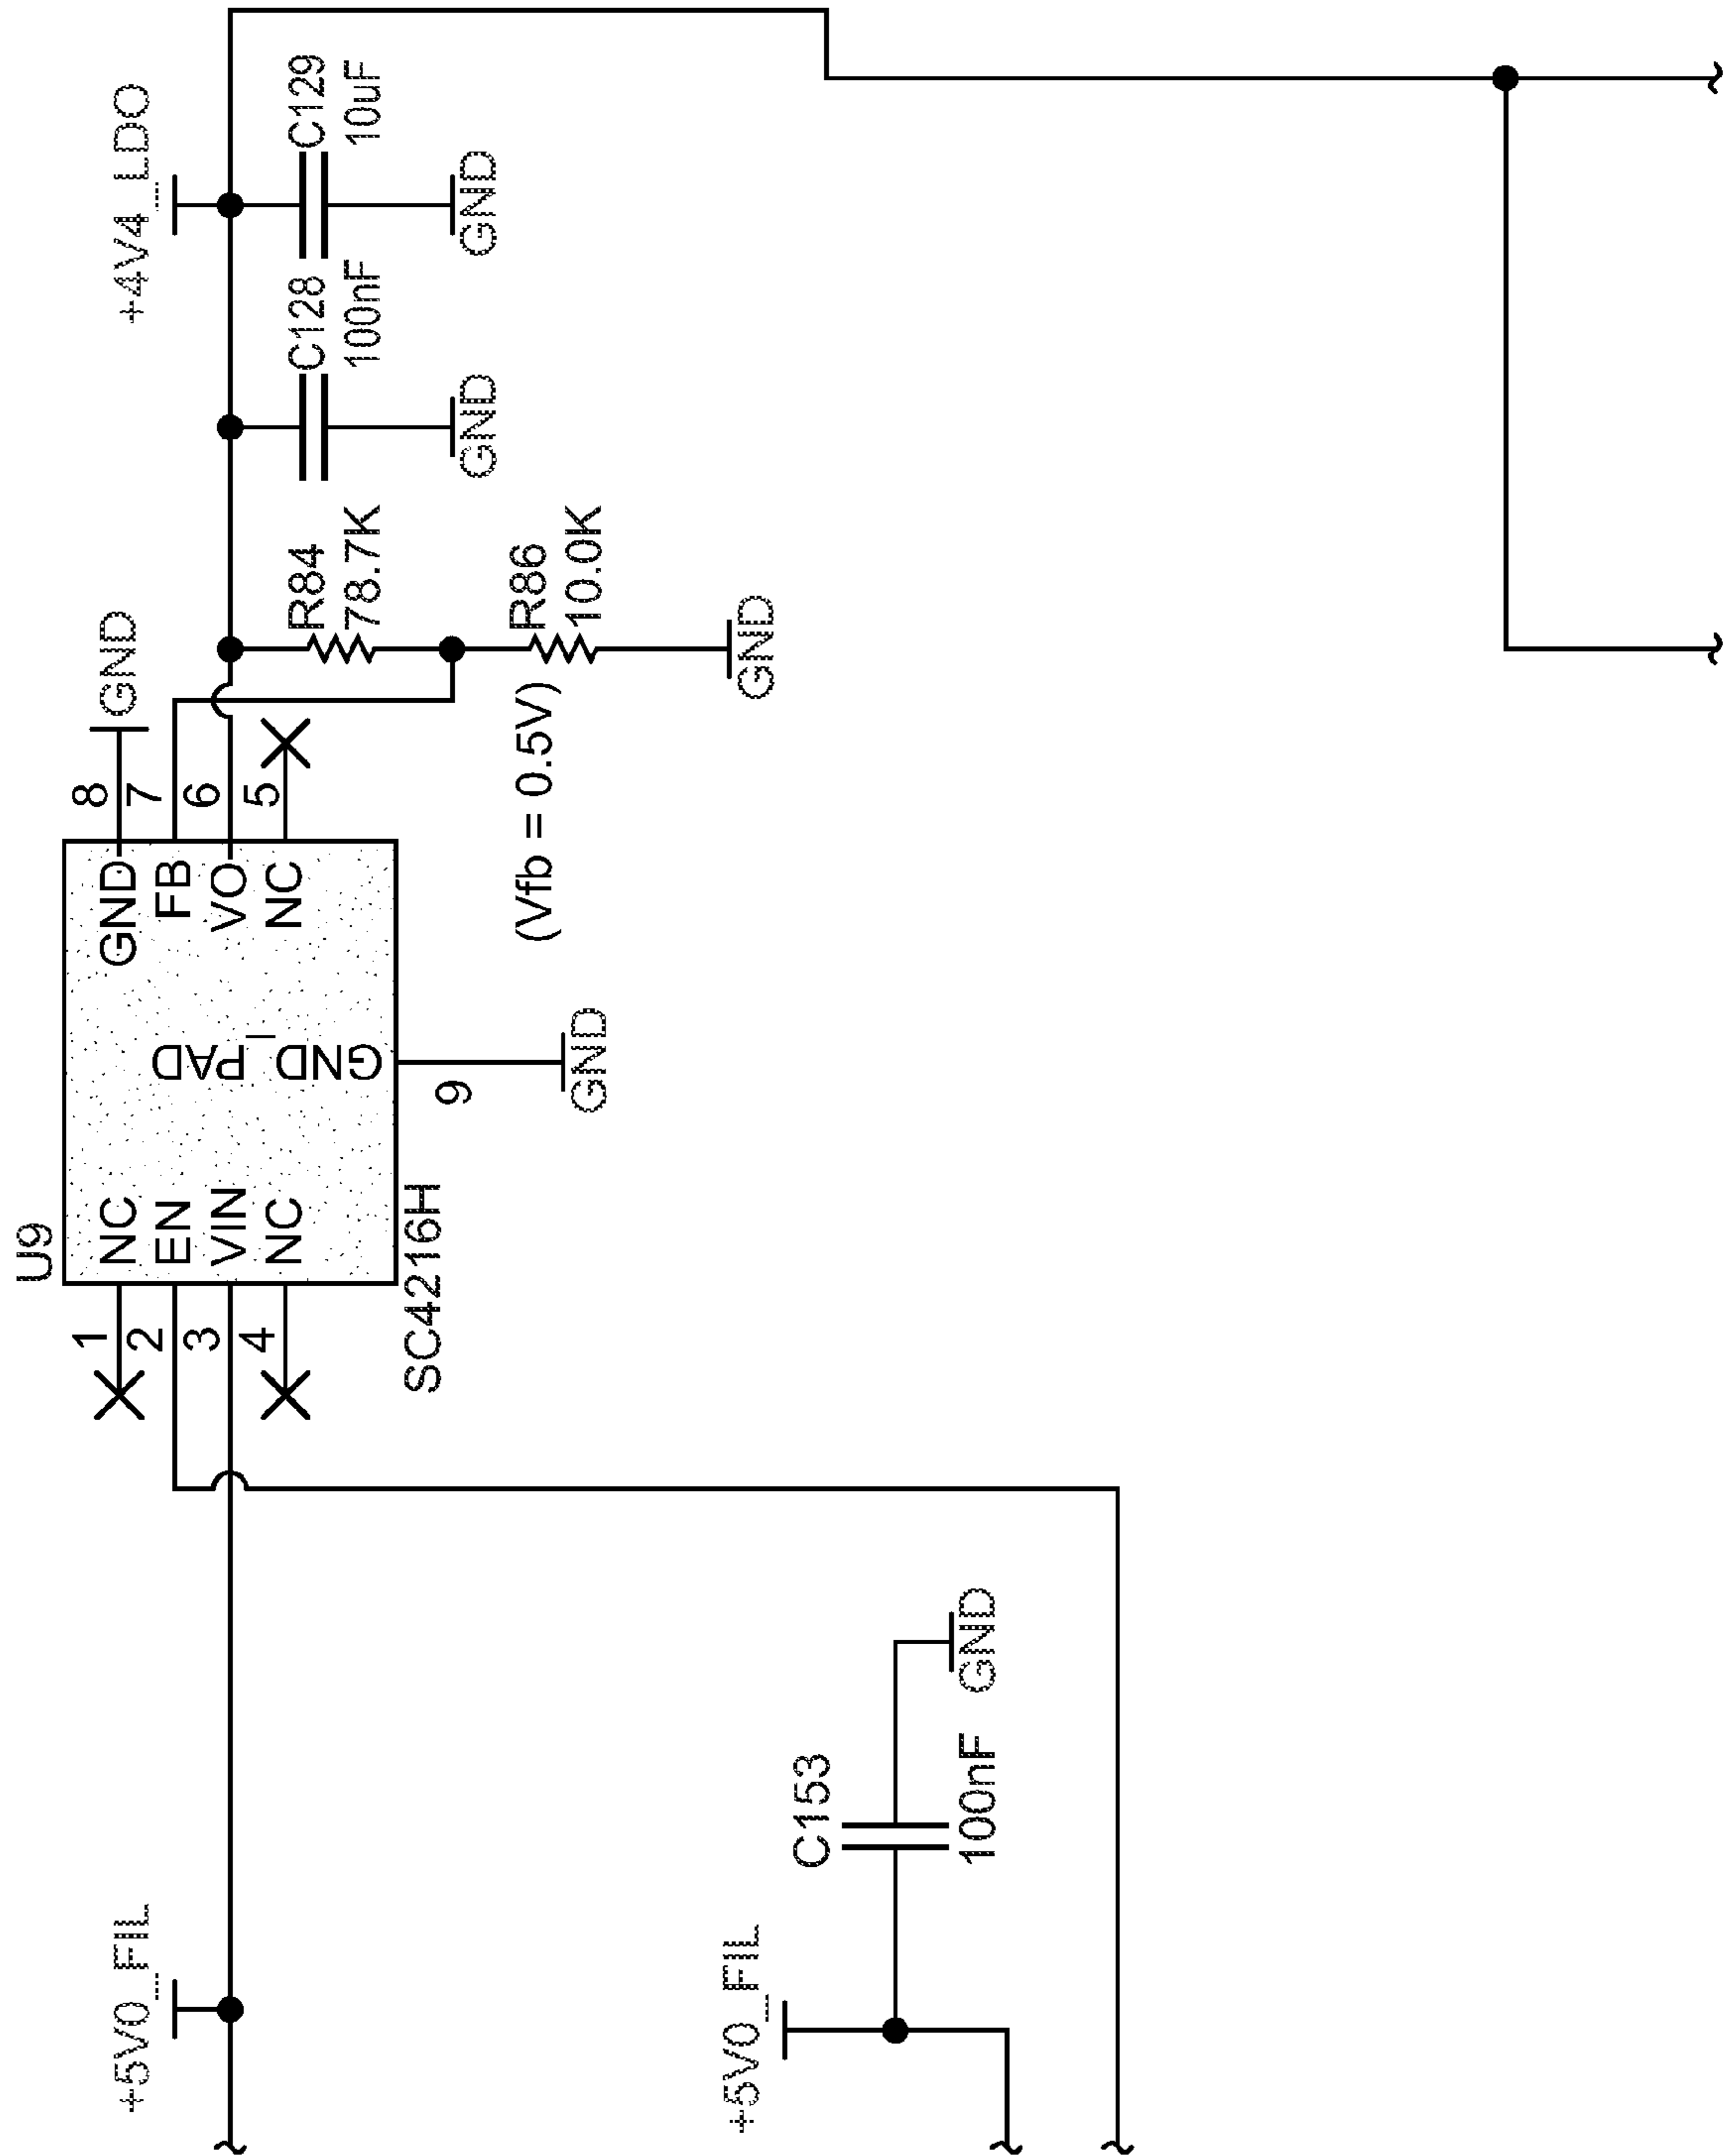 U9
SC4216H
1
2
3
4
NC
EN
VIN
NC
GND_PAD
9
GND
GND
FB
VO
NC
8
7
6
5
GND
+5V0_FIL
+4V4_LDO
R84
78.7K
R86
10.0K
(Vfb = 0.5V)
GND
C128
100nF
GND
C129
10uF
GND
+5V0_FIL
C153
100nF
GND